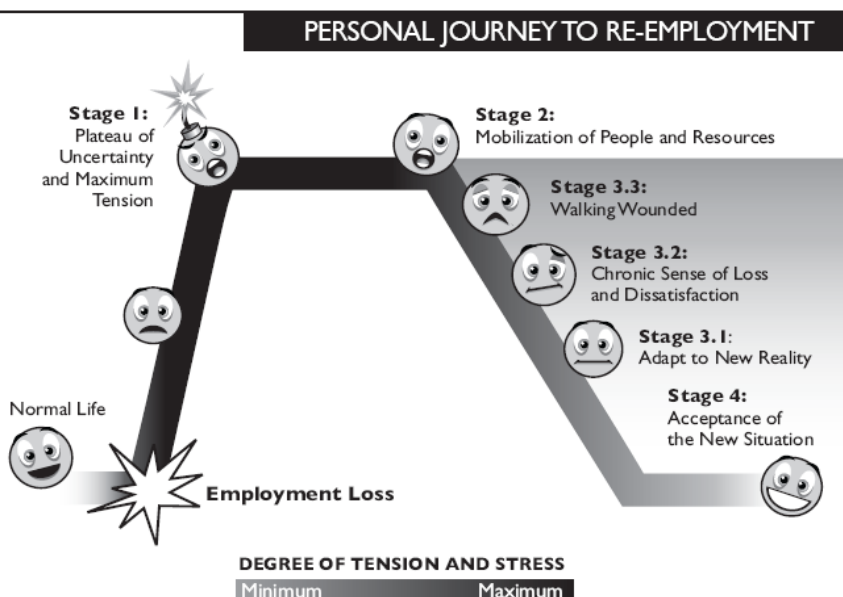 PERSONAL JOURNEY TO RE-EMPLOYMENT
Stage 1:
Plateau of
Uncertainty
and Maximum
Tension
Stage 2:
Mobilization of People and Resources
Stage 3.3:
Walking Wounded
Stage 3.2:
Chronic Sense of Loss
and Dissatisfaction
Stage 3.1:
Adapt to New Reality
Stage 4:
Acceptance of
the New Situation
Normal Life
Employment Loss
DEGREE OF TENSION AND STRESS
Minimum Maximum